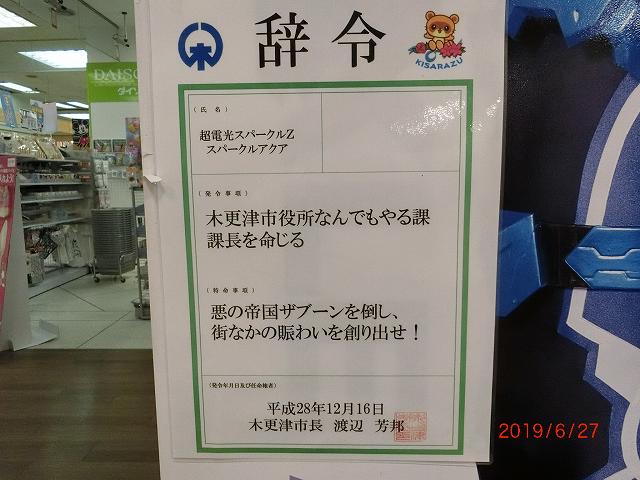 辞令
KISARAZU
DAISO
ダイソ
（氏名）
超電光スパークルZ
スパークルアクア
（発令事項）
木更津市役所なんでもやる課
課長を命じる
（特命事項）
悪の帝国ザブーンを倒し、
街なかの賑わいを創り出せ！
（発令年月日及び任命権者）
平成28年12月16日
木更津市長 渡辺 芳邦
2019/6/27